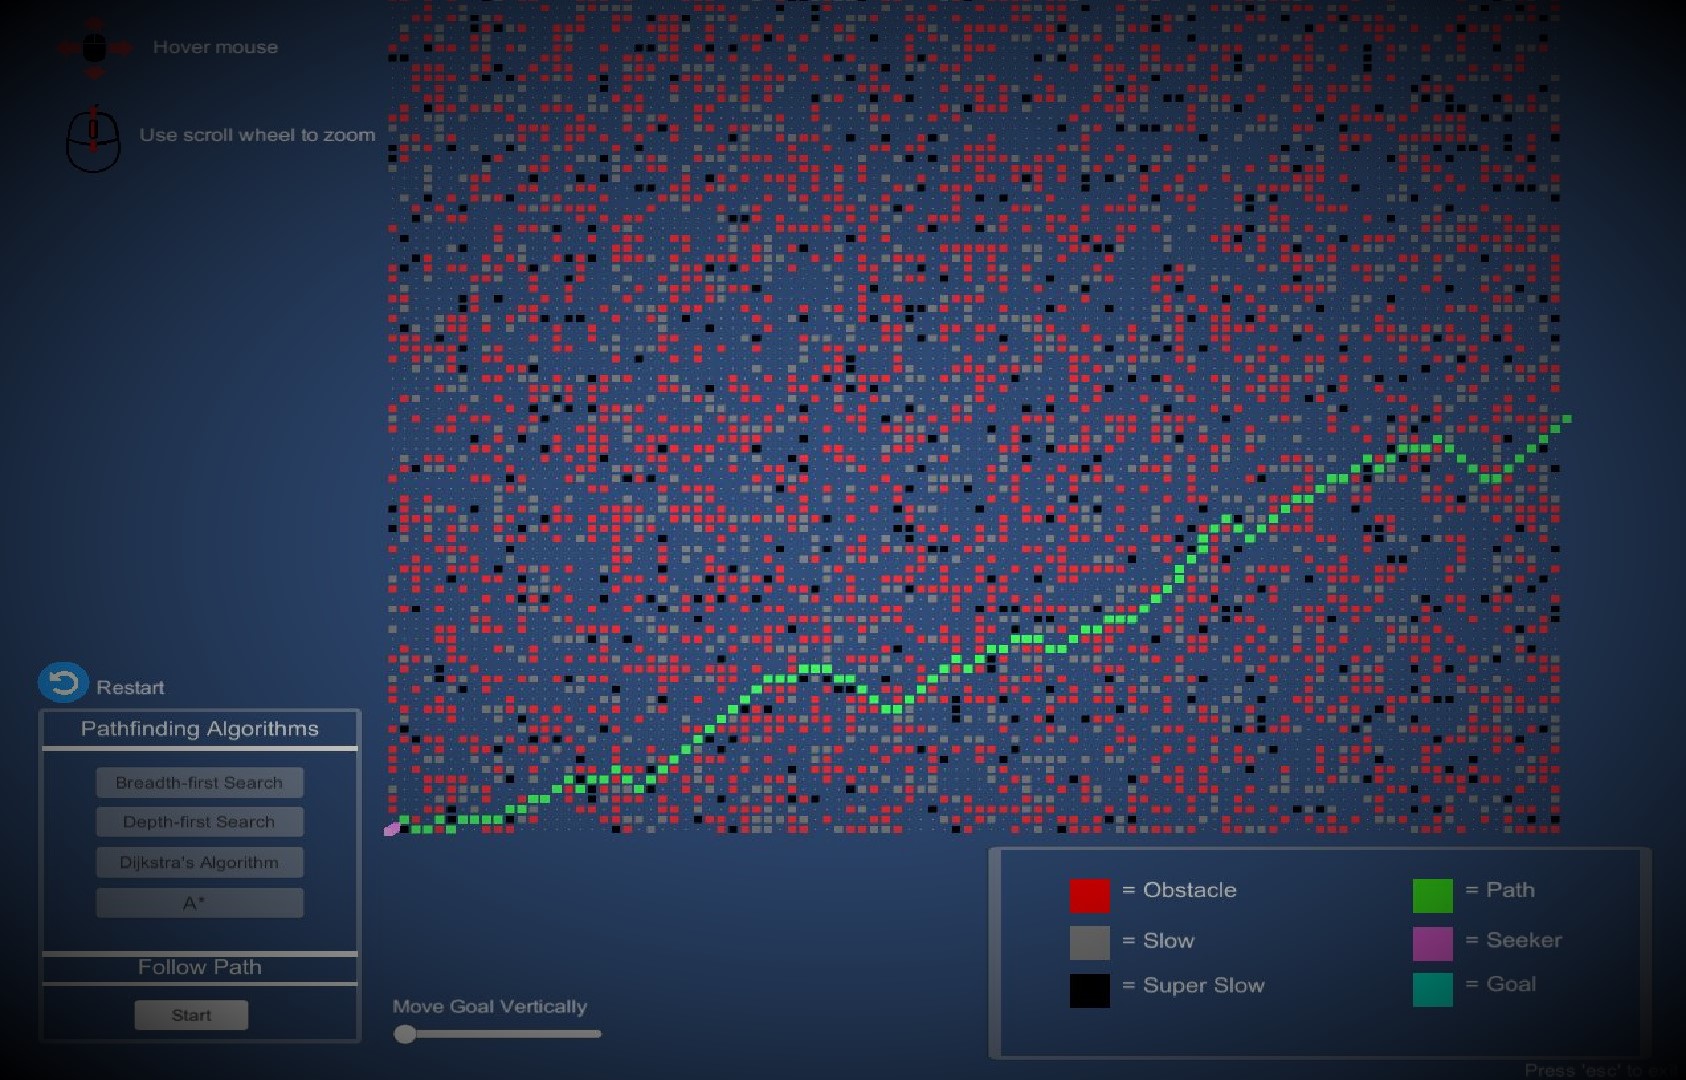 Hover mouse
Use scroll wheel to zoom
Restart
Pathfinding Algorithms
Breadth-first Search
Depth-first Search
Dijkstra's Algorithm
A*
Follow Path
Start
Move Goal Vertically
= Obstacle
= Path
= Slow
= Seeker
= Super Slow
= Goal
Press 'esc' to exit